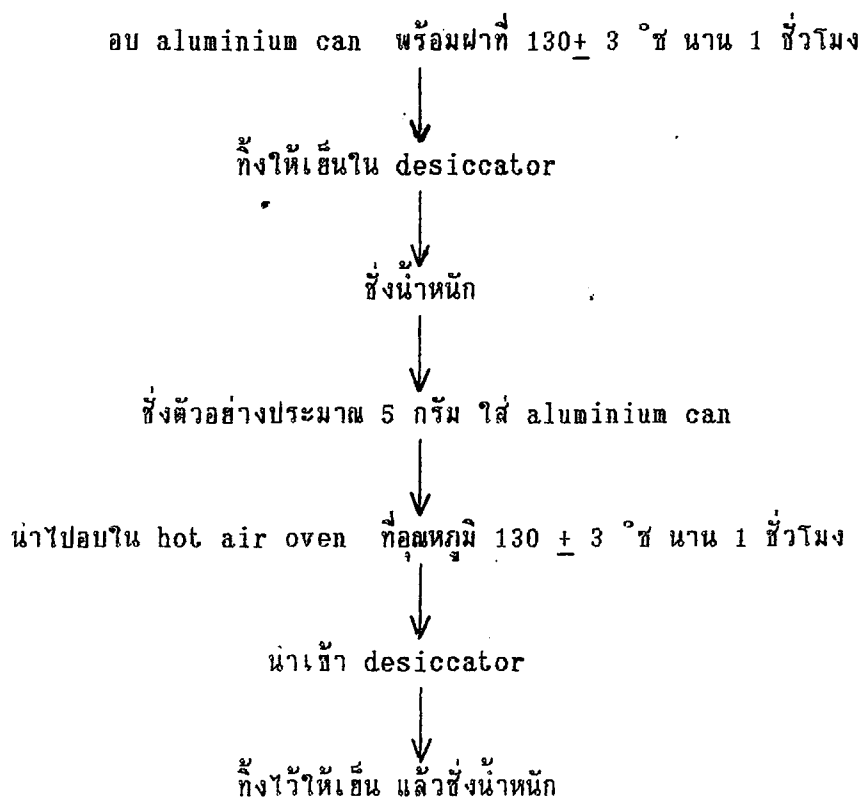 อบ aluminium can พร้อมฝาที่ 130± 3 °ซ นาน 1 ชั่วโมง
ทิ้งให้เย็นใน desiccator
ชั่งน้ำหนัก
ชั่งตัวอย่างประมาณ 5 กรัม ใส่ aluminium can
นำไปอบใน hot air oven ที่อุณหภูมิ 130 ± 3 °ซ นาน 1 ชั่วโมง
นำเข้า desiccator
ทิ้งไว้ให้เย็น แล้วชั่งน้ำหนัก